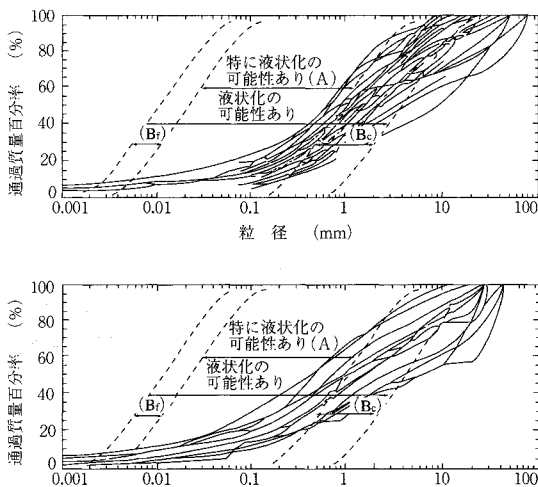 通過質量百分率 (%)
100
80
60
40
20
0
特に液状化の
可能性あり(A)
液状化の
可能性あり
(Bf)
(Bc)
0.001 0.01 0.1 1 10 100
粒 径 (mm)
通過質量百分率 (%)
100
80
60
40
20
0
特に液状化の
可能性あり(A)
液状化の
可能性あり
(Bf)
(Bc)
0.001 0.01 0.1 1 10 100